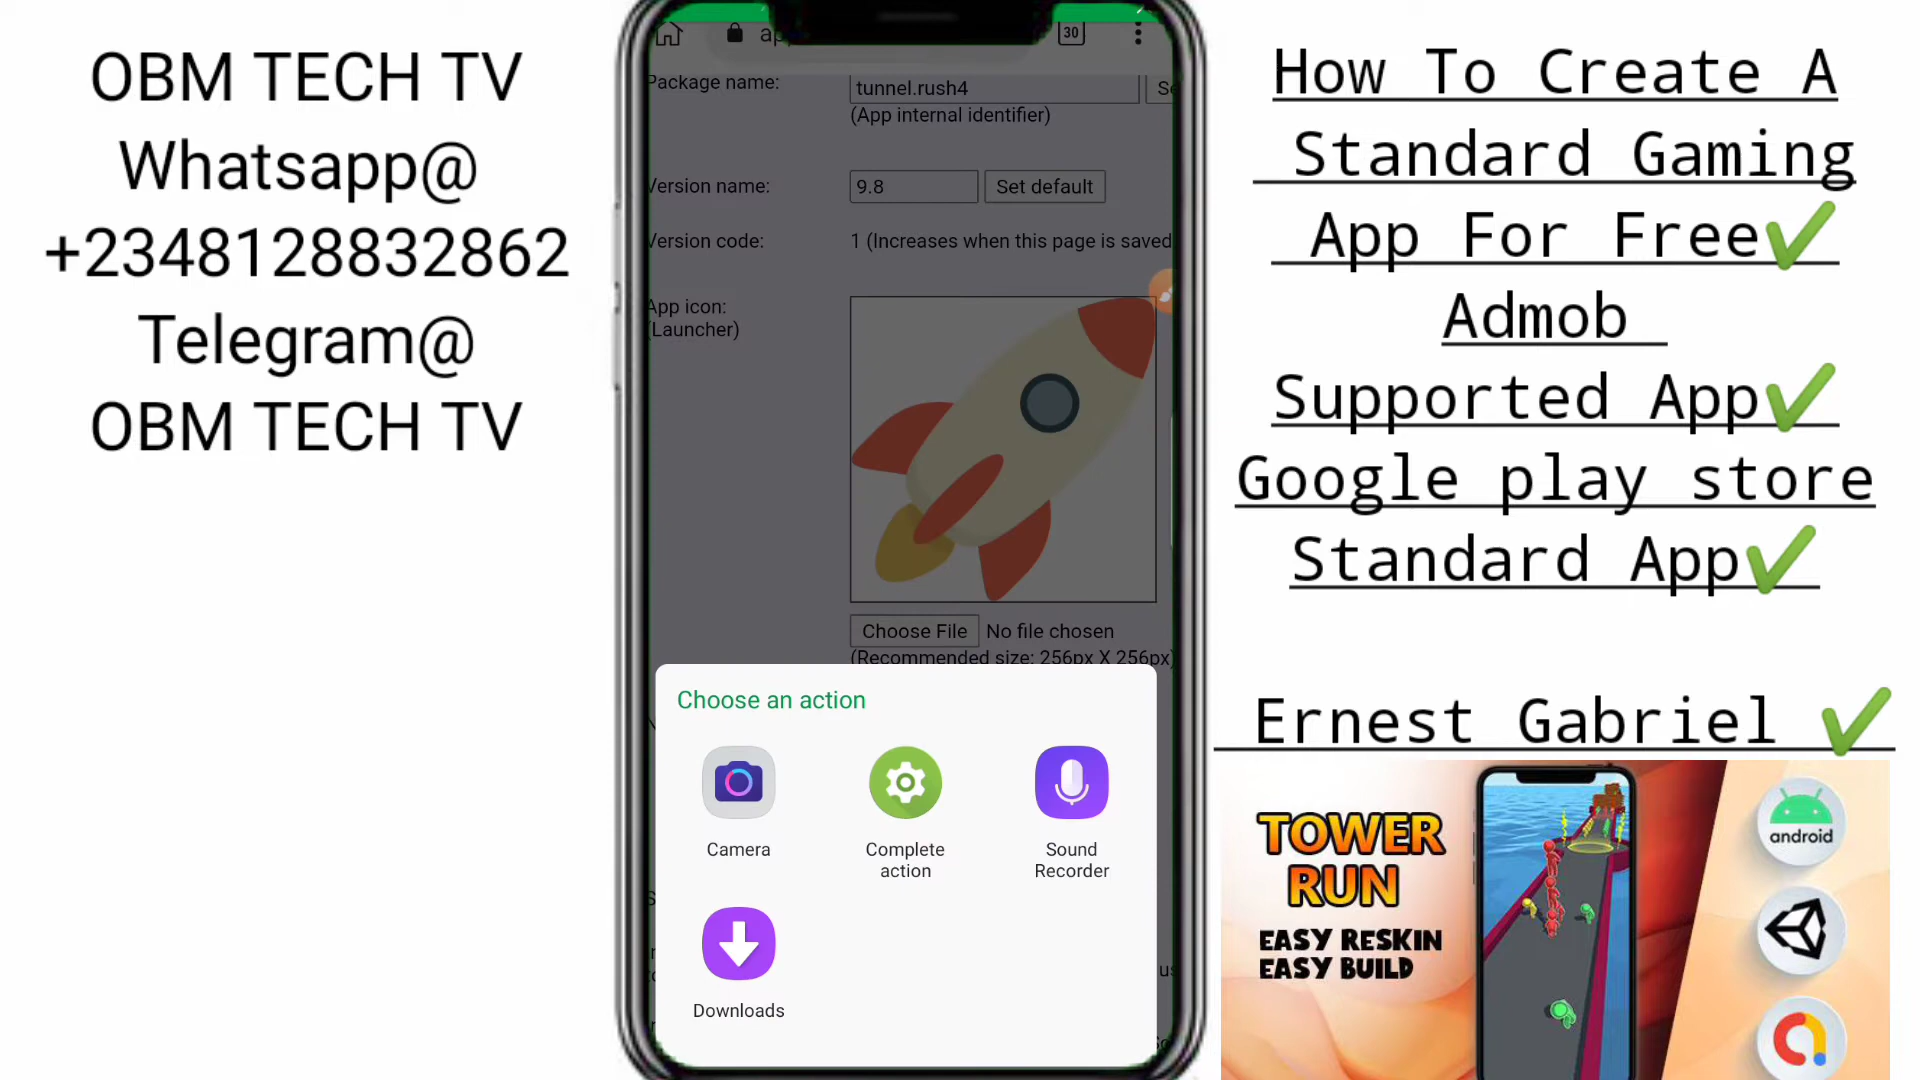 OBM TECH TV
Whatsapp@
+2348128832862
Telegram@
OBM TECH TV
30
Package name:
tunnel.rush4
(App internal identifier)
Version name:
9.8
Set default
Version code:
1 (Increases when this page is saved
App icon:
(Launcher)
Choose File
No file chosen
(Recommended size: 256px X 256px)
Choose an action
Camera
Complete
action
Sound
Recorder
Downloads
How To Create A
Standard Gaming
App For Free✔
Admob
Supported App✔
Google play store
Standard App✔
Ernest Gabriel ✔
TOWER
RUN
EASY RESKIN
EASY BUILD
android